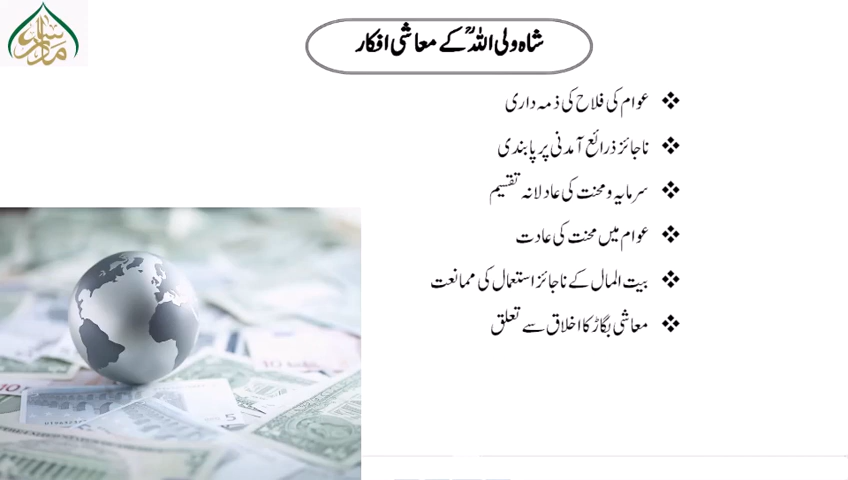 شاہ ولی اللہؒ کے معاشی افکار
عوام کی فلاح کی ذمہ داری
ناجائز ذرائع آمدنی پر پابندی
سرمایہ و محنت کی عادلانہ تقسیم
عوام میں محنت کی عادت
بیت المال کے ناجائز استعمال کی ممانعت
معاشی بگاڑ کا اخلاق سے تعلق